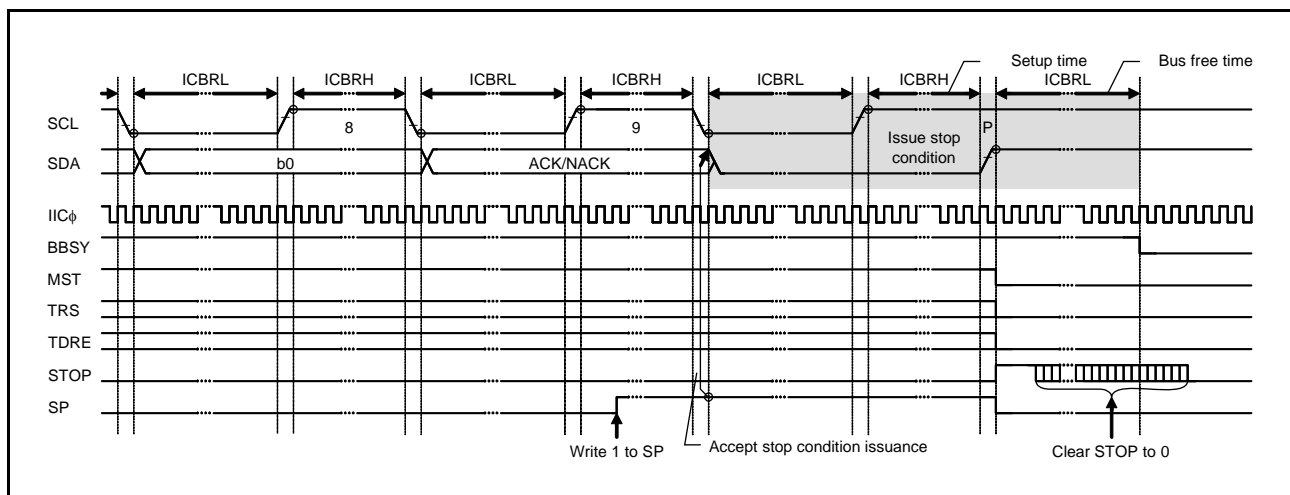 Setup time
Bus free time
ICBRL ICBRH ICBRL ICBRH ICBRL ICBRH ICBRL
SCL
8
9
P
Issue stop
condition
SDA
b0
ACK/NACK
IICφ
BBSY
MST
TRS
TDRE
STOP
SP
Write 1 to SP
Accept stop condition issuance
Clear STOP to 0